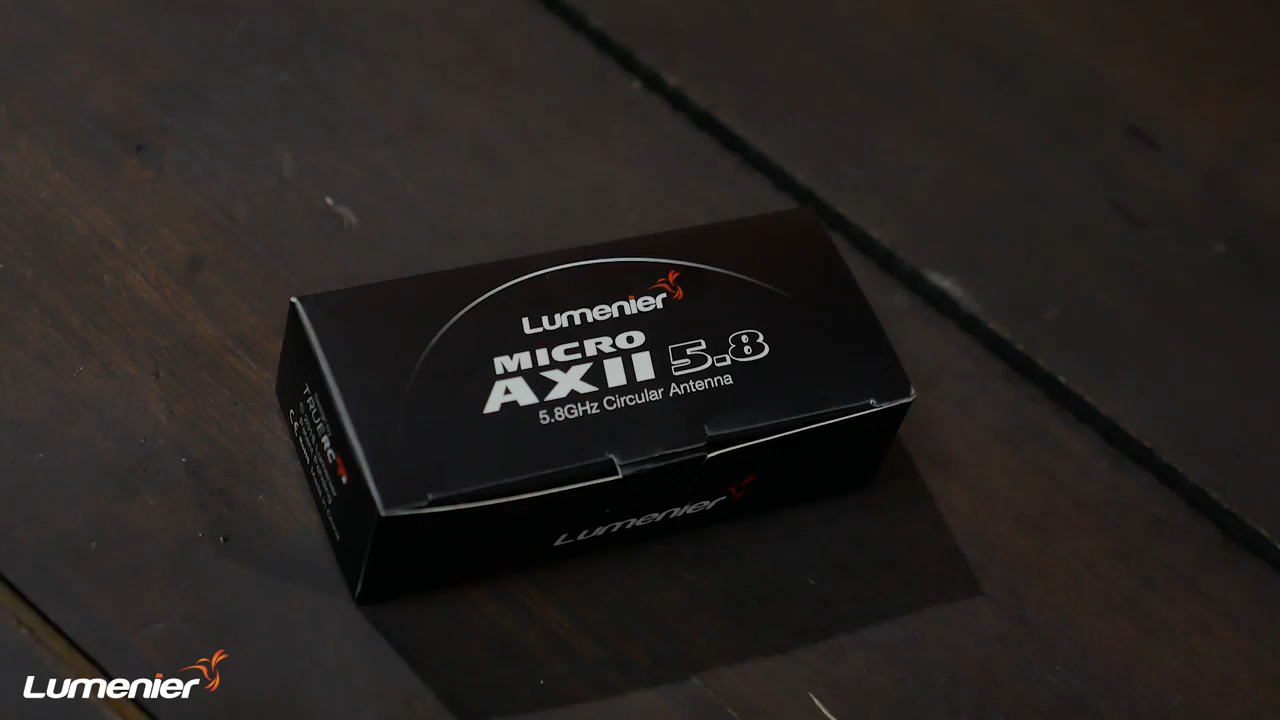 Lumenier
MICRO
AXII 5.8
5.8GHz Circular Antenna
Lumenier
TRUERC
Lumenier